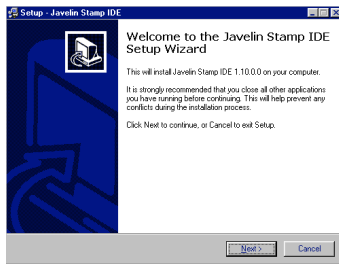 Setup - Javelin Stamp IDE
Welcome to the Javelin Stamp IDE
Setup Wizard
This will install Javelin Stamp IDE 1.10.0.0 on your computer.
It is strongly recommended that you close all other applications
you have running before continuing. This will help prevent any
conflicts during the installation process.
Click Next to continue, or Cancel to exit Setup.
Next >
Cancel